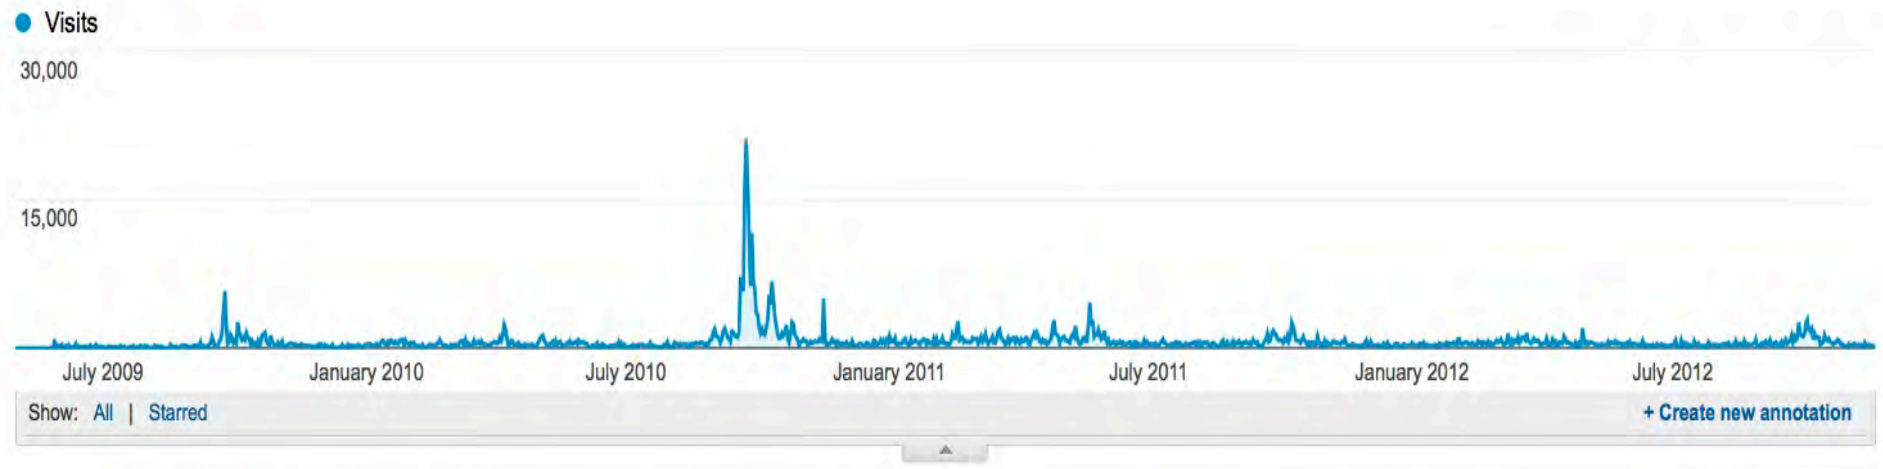 Visits
30,000
15,000
July 2009 January 2010 July 2010 January 2011 July 2011 January 2012 July 2012
Show: All | Starred + Create new annotation